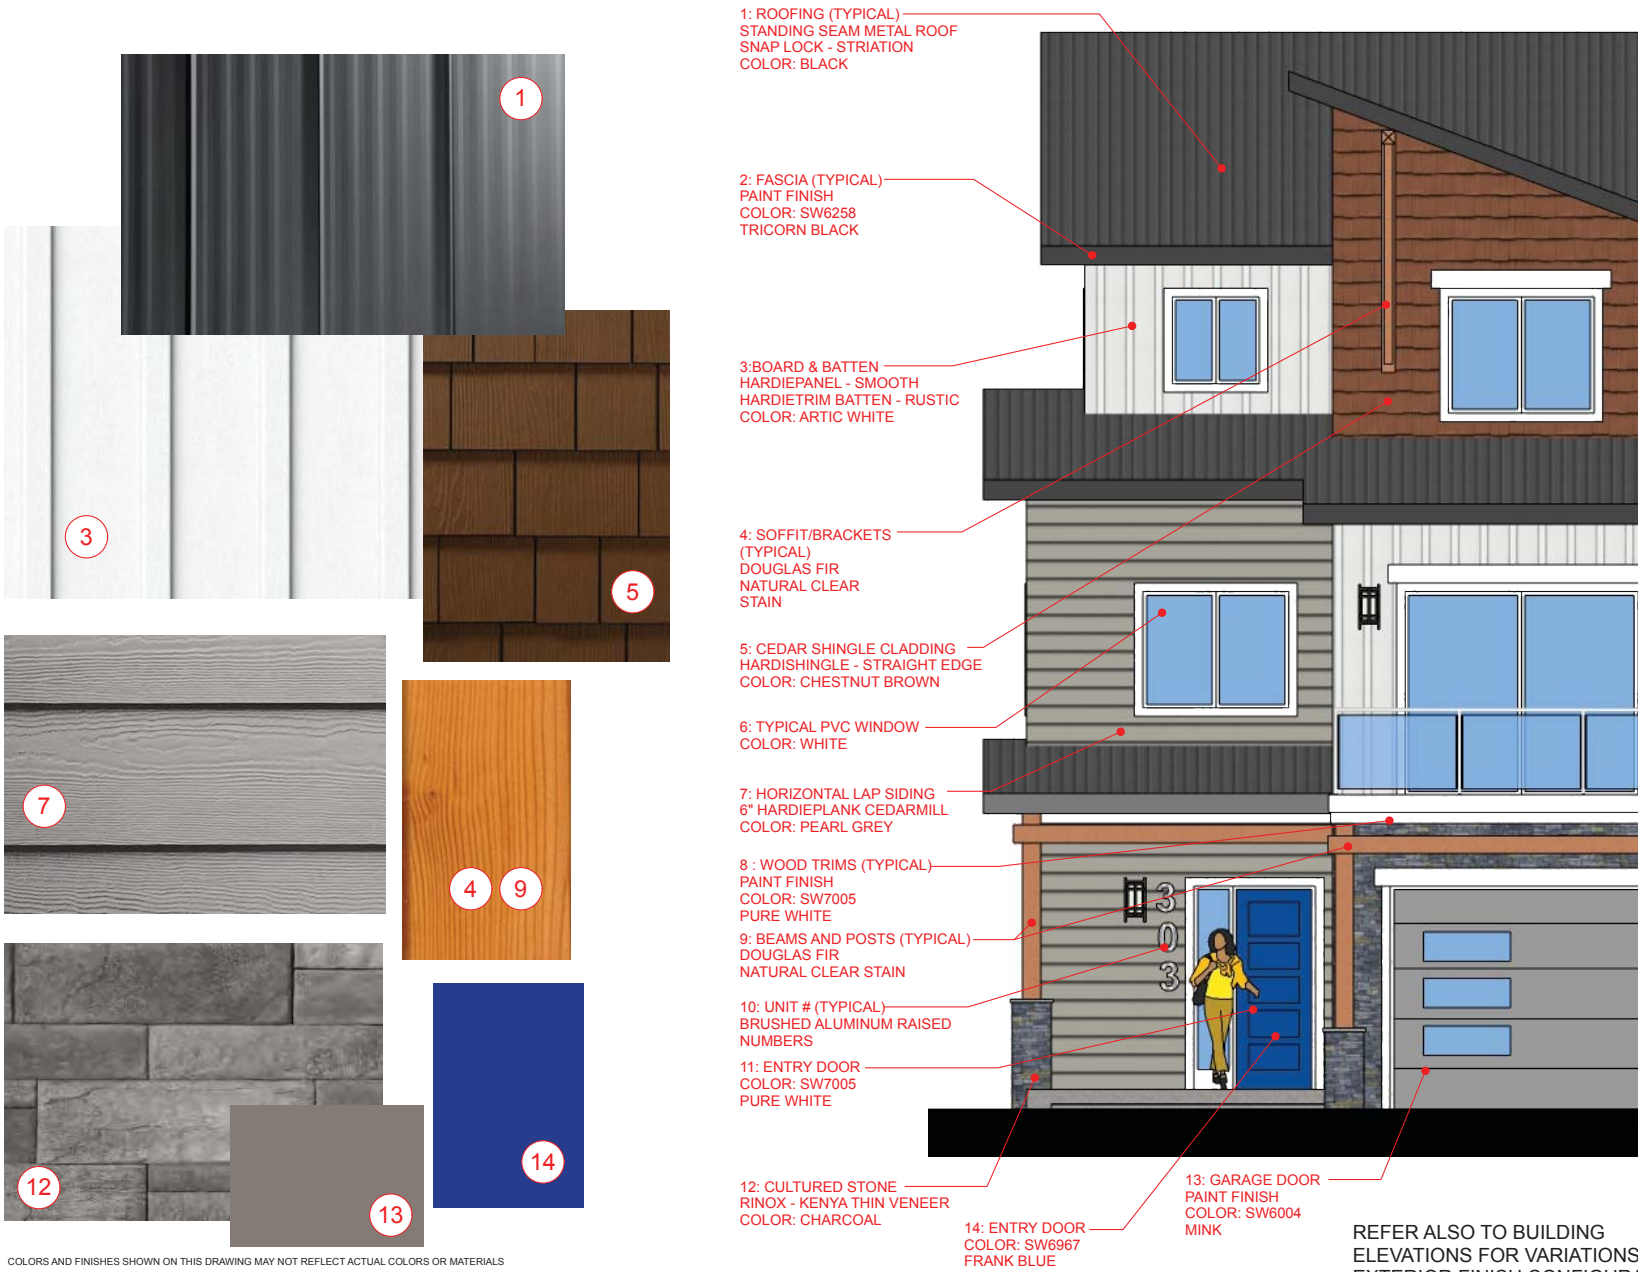 1: ROOFING (TYPICAL)
STANDING SEAM METAL ROOF
SNAP LOCK - STRIATION
COLOR: BLACK
2: FASCIA (TYPICAL)
PAINT FINISH
COLOR: SW6258
TRICORN BLACK
3:BOARD & BATTEN
HARDIEPANEL - SMOOTH
HARDIETRIM BATTEN - RUSTIC
COLOR: ARTIC WHITE
4: SOFFIT/BRACKETS
(TYPICAL)
DOUGLAS FIR
NATURAL CLEAR
STAIN
5: CEDAR SHINGLE CLADDING
HARDISHINGLE - STRAIGHT EDGE
COLOR: CHESTNUT BROWN
6: TYPICAL PVC WINDOW
COLOR: WHITE
7: HORIZONTAL LAP SIDING
6" HARDIEPLANK CEDARMILL
COLOR: PEARL GREY
8 : WOOD TRIMS (TYPICAL)
PAINT FINISH
COLOR: SW7005
PURE WHITE
9: BEAMS AND POSTS (TYPICAL)
DOUGLAS FIR
NATURAL CLEAR STAIN
10: UNIT # (TYPICAL)
BRUSHED ALUMINUM RAISED
NUMBERS
11: ENTRY DOOR
COLOR: SW7005
PURE WHITE
12: CULTURED STONE
RINOX - KENYA THIN VENEER
COLOR: CHARCOAL
14: ENTRY DOOR
COLOR: SW6967
FRANK BLUE
13: GARAGE DOOR
PAINT FINISH
COLOR: SW6004
MINK
1
3
5
7
4 9
12
13
14
3
0
3
COLORS AND FINISHES SHOWN ON THIS DRAWING MAY NOT REFLECT ACTUAL COLORS OR MATERIALS
REFER ALSO TO BUILDING
ELEVATIONS FOR VARIATIONS